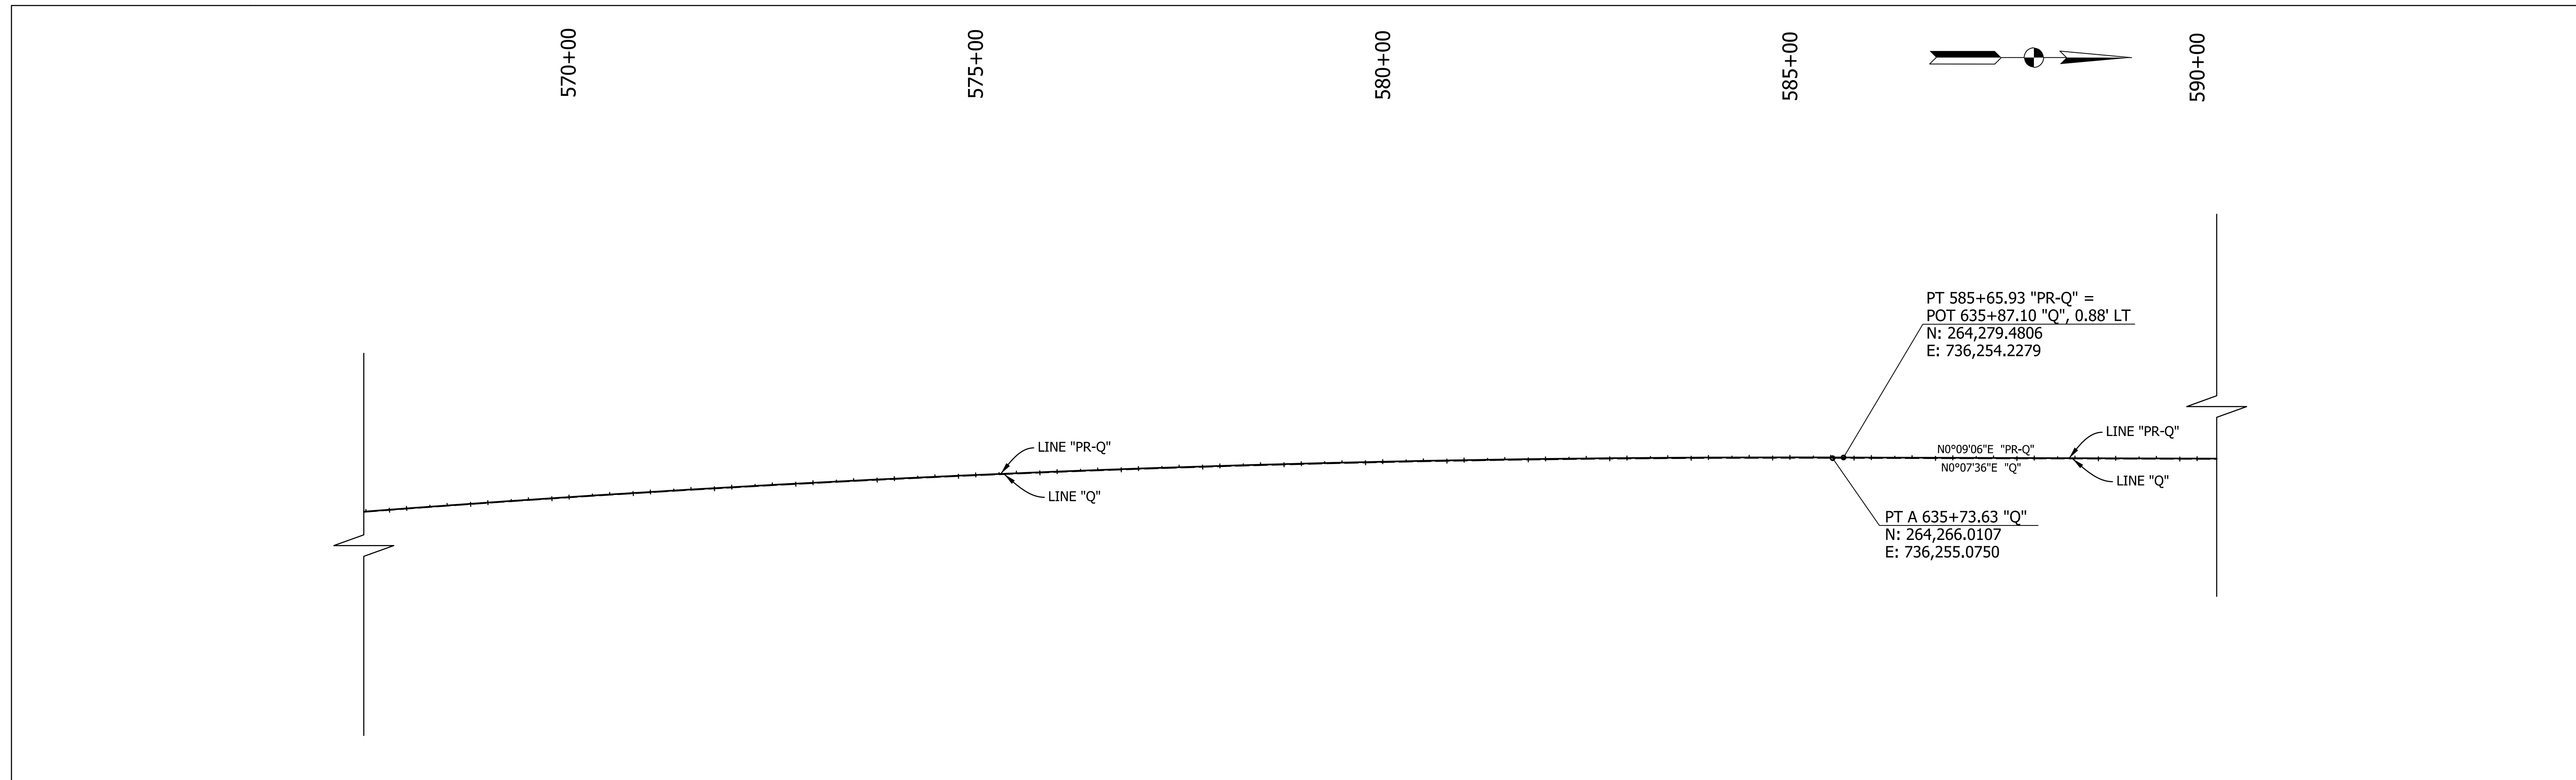 570+00
575+00
580+00
585+00
590+00
PT 585+65.93 "PR-Q" =
POT 635+87.10 "Q", 0.88' LT
N: 264,279.4806
E: 736,254.2279
LINE "PR-Q"
LINE "Q"
N0°09'06"E "PR-Q"
N0°07'36"E "Q"
LINE "PR-Q"
LINE "Q"
PT A 635+73.63 "Q"
N: 264,266.0107
E: 736,255.0750